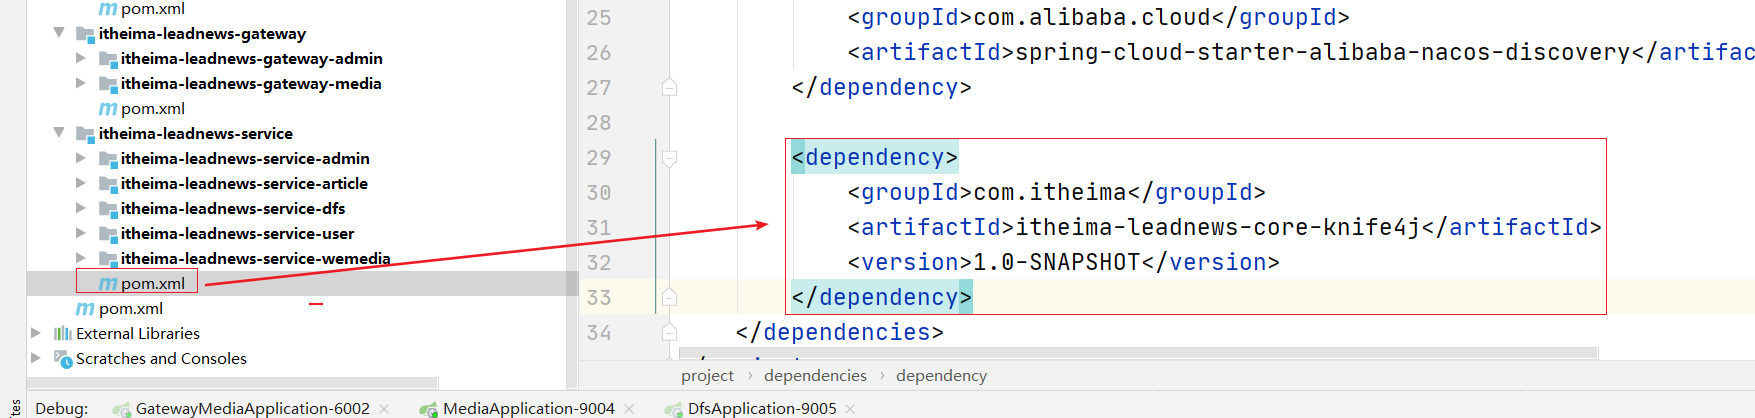 pom.xml
itheima-leadnews-gateway
itheima-leadnews-gateway-admin
itheima-leadnews-gateway-media
pom.xml
itheima-leadnews-service
itheima-leadnews-service-admin
itheima-leadnews-service-article
itheima-leadnews-service-dfs
itheima-leadnews-service-user
itheima-leadnews-service-wemedia
pom.xml
pom.xml
External Libraries
Scratches and Consoles
25 <groupId>com.alibaba.cloud</groupId>
26 <artifactId>spring-cloud-starter-alibaba-nacos-discovery</artifac
27 </dependency>
28
29 <dependency>
30 <groupId>com.itheima</groupId>
31 <artifactId>itheima-leadnews-core-knife4j</artifactId>
32 <version>1.0-SNAPSHOT</version>
33 </dependency>
34 </dependencies>
project › dependencies › dependency
Debug: GatewayMediaApplication-6002 × MediaApplication-9004 × DfsApplication-9005 ×